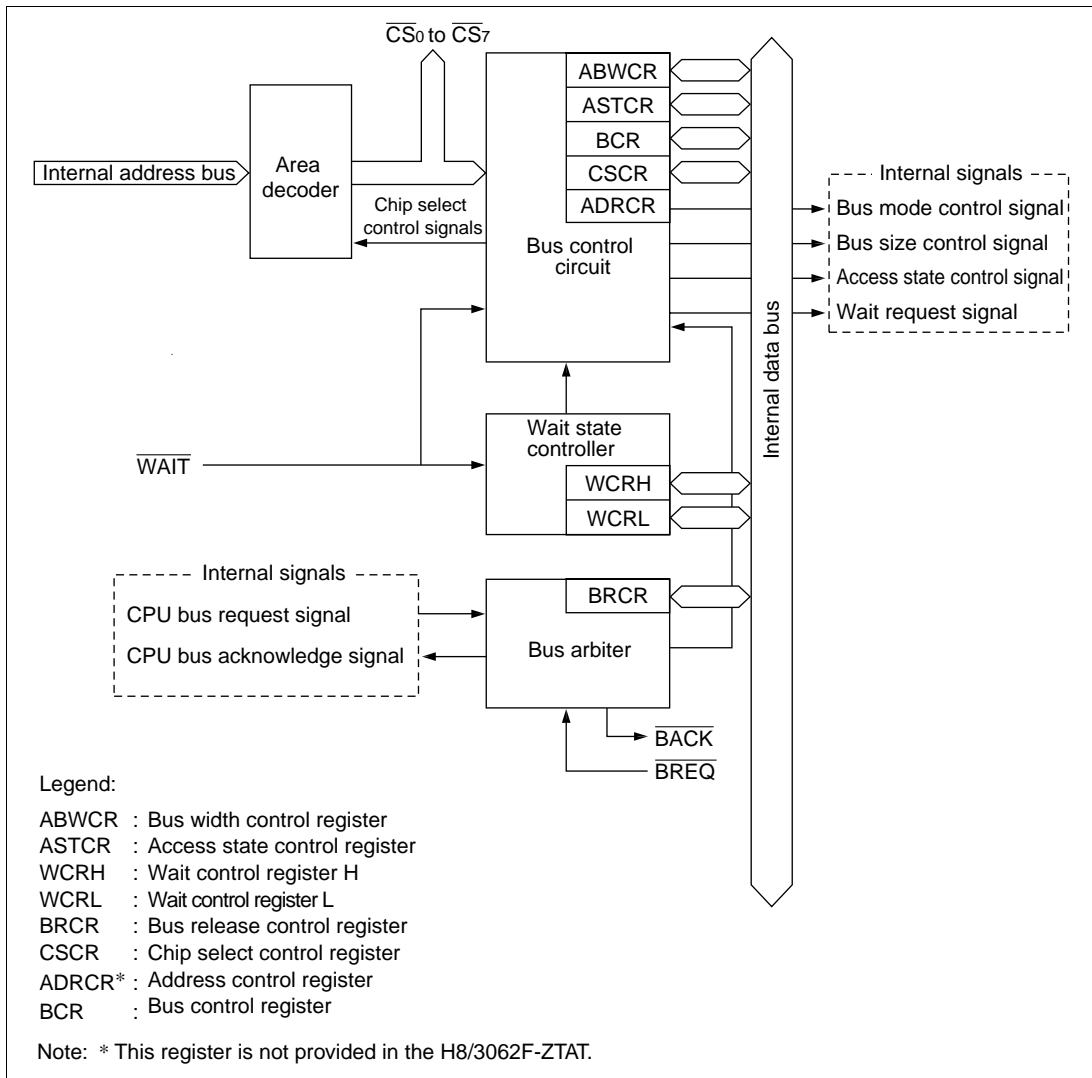 CS0 to CS7
Internal address bus
Area
decoder
Chip select
control signals
ABWCR
ASTCR
BCR
CSCR
ADRCR
Bus control
circuit
Internal data bus
Internal signals
Bus mode control signal
Bus size control signal
Access state control signal
Wait request signal
WAIT
Wait state
controller
WCRH
WCRL
Internal signals
CPU bus request signal
CPU bus acknowledge signal
BRCR
Bus arbiter
BACK
BREQ
Legend:
ABWCR : Bus width control register
ASTCR : Access state control register
WCRH : Wait control register H
WCRL : Wait control register L
BRCR : Bus release control register
CSCR : Chip select control register
ADRCR* : Address control register
BCR : Bus control register
Note: * This register is not provided in the H8/3062F-ZTAT.